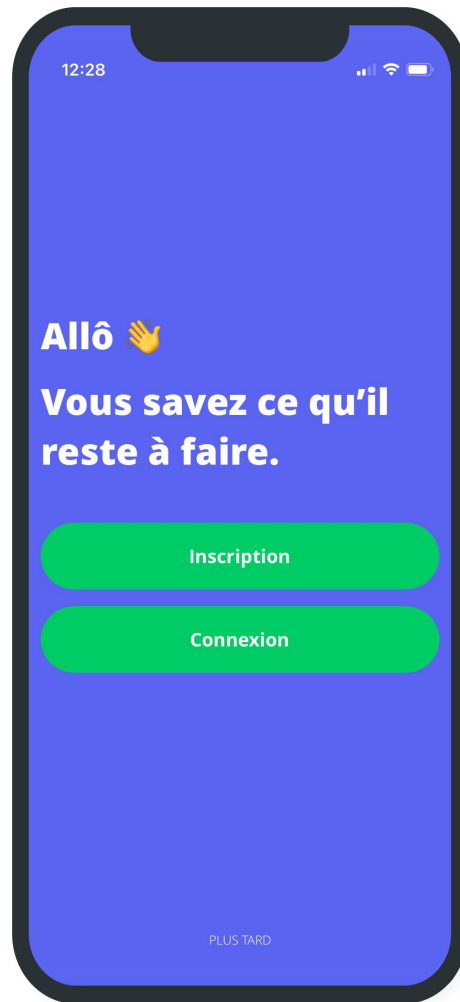 12:28
Allô 👋
Vous savez ce qu’il
reste à faire.
Inscription
Connexion
PLUS TARD